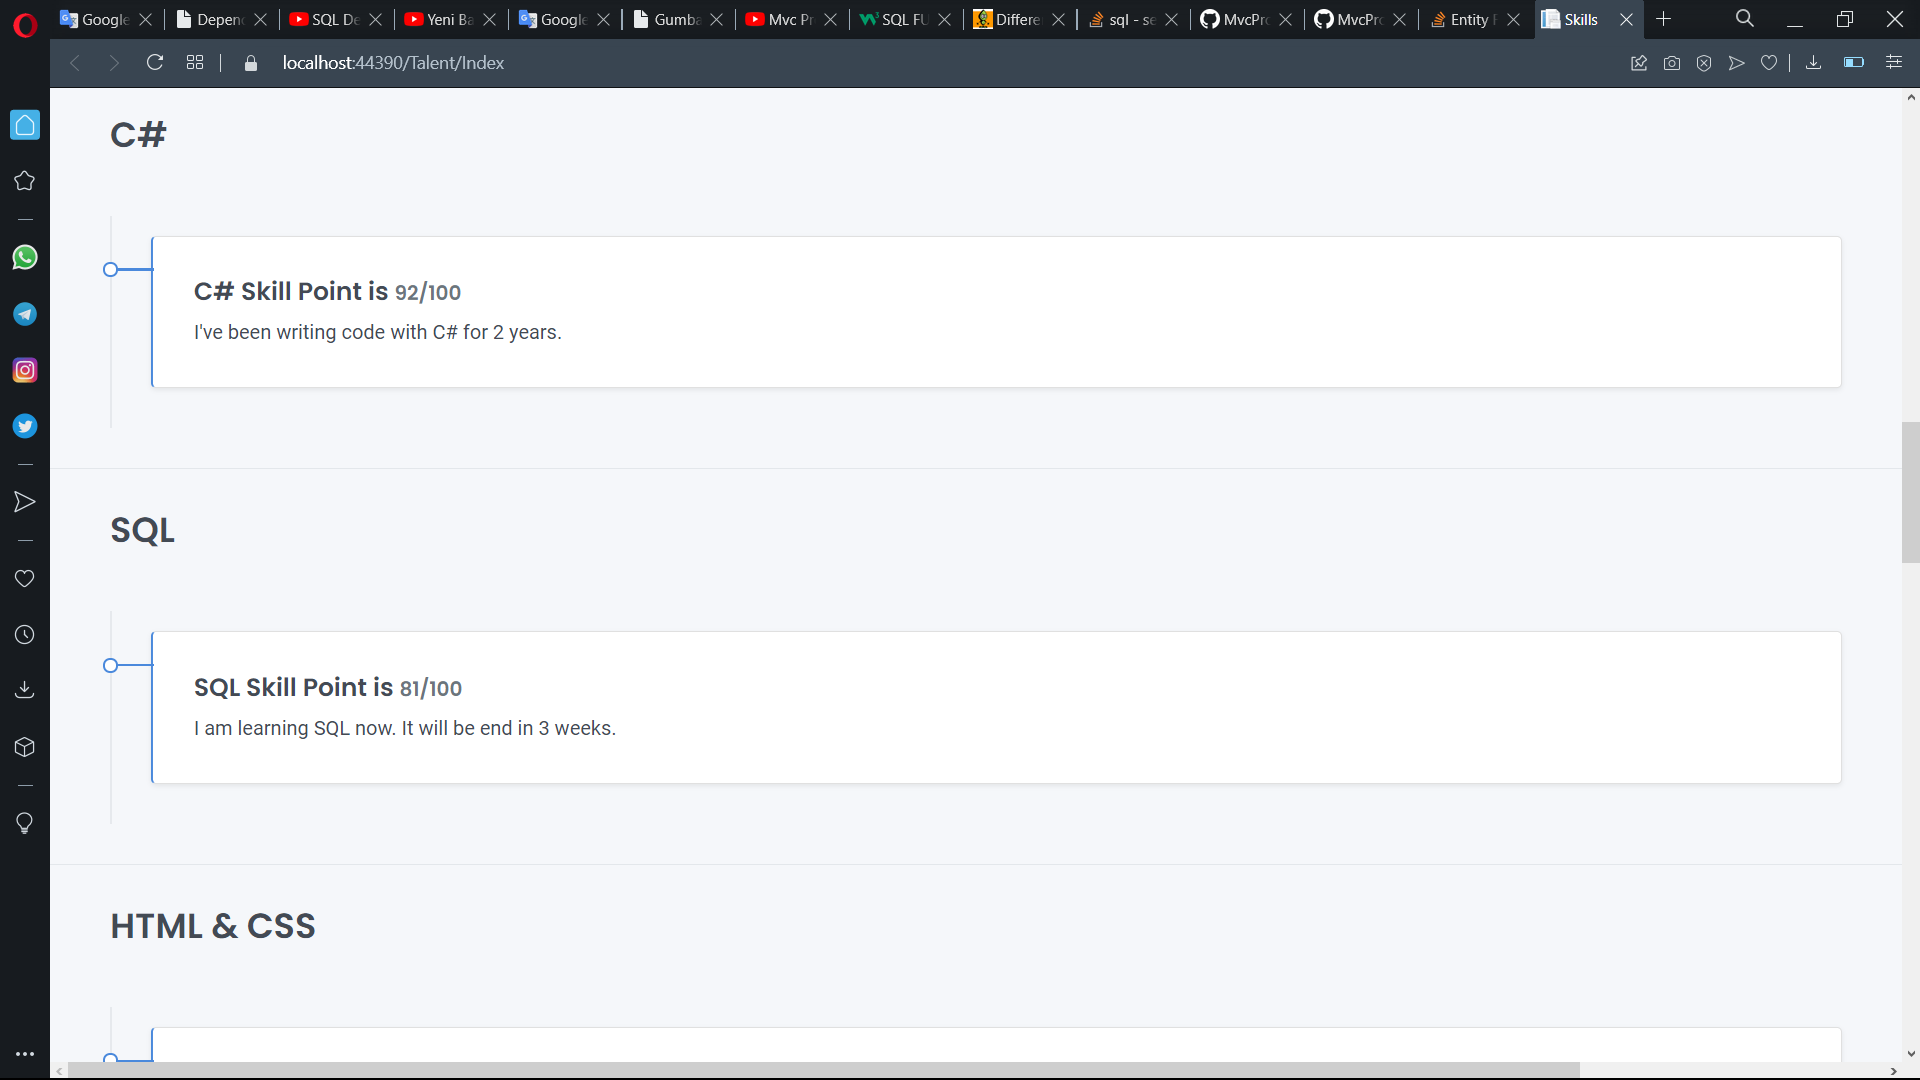 Google
Depen
SQL De
Yeni Ba
Google
Gumba
Mvc Pr
SQL FU
Differe
sql - se
MvcPro
MvcPro
Entity F
Skills
localhost:44390/Talent/Index
C#
C# Skill Point is 92/100
I've been writing code with C# for 2 years.
SQL
SQL Skill Point is 81/100
I am learning SQL now. It will be end in 3 weeks.
HTML & CSS